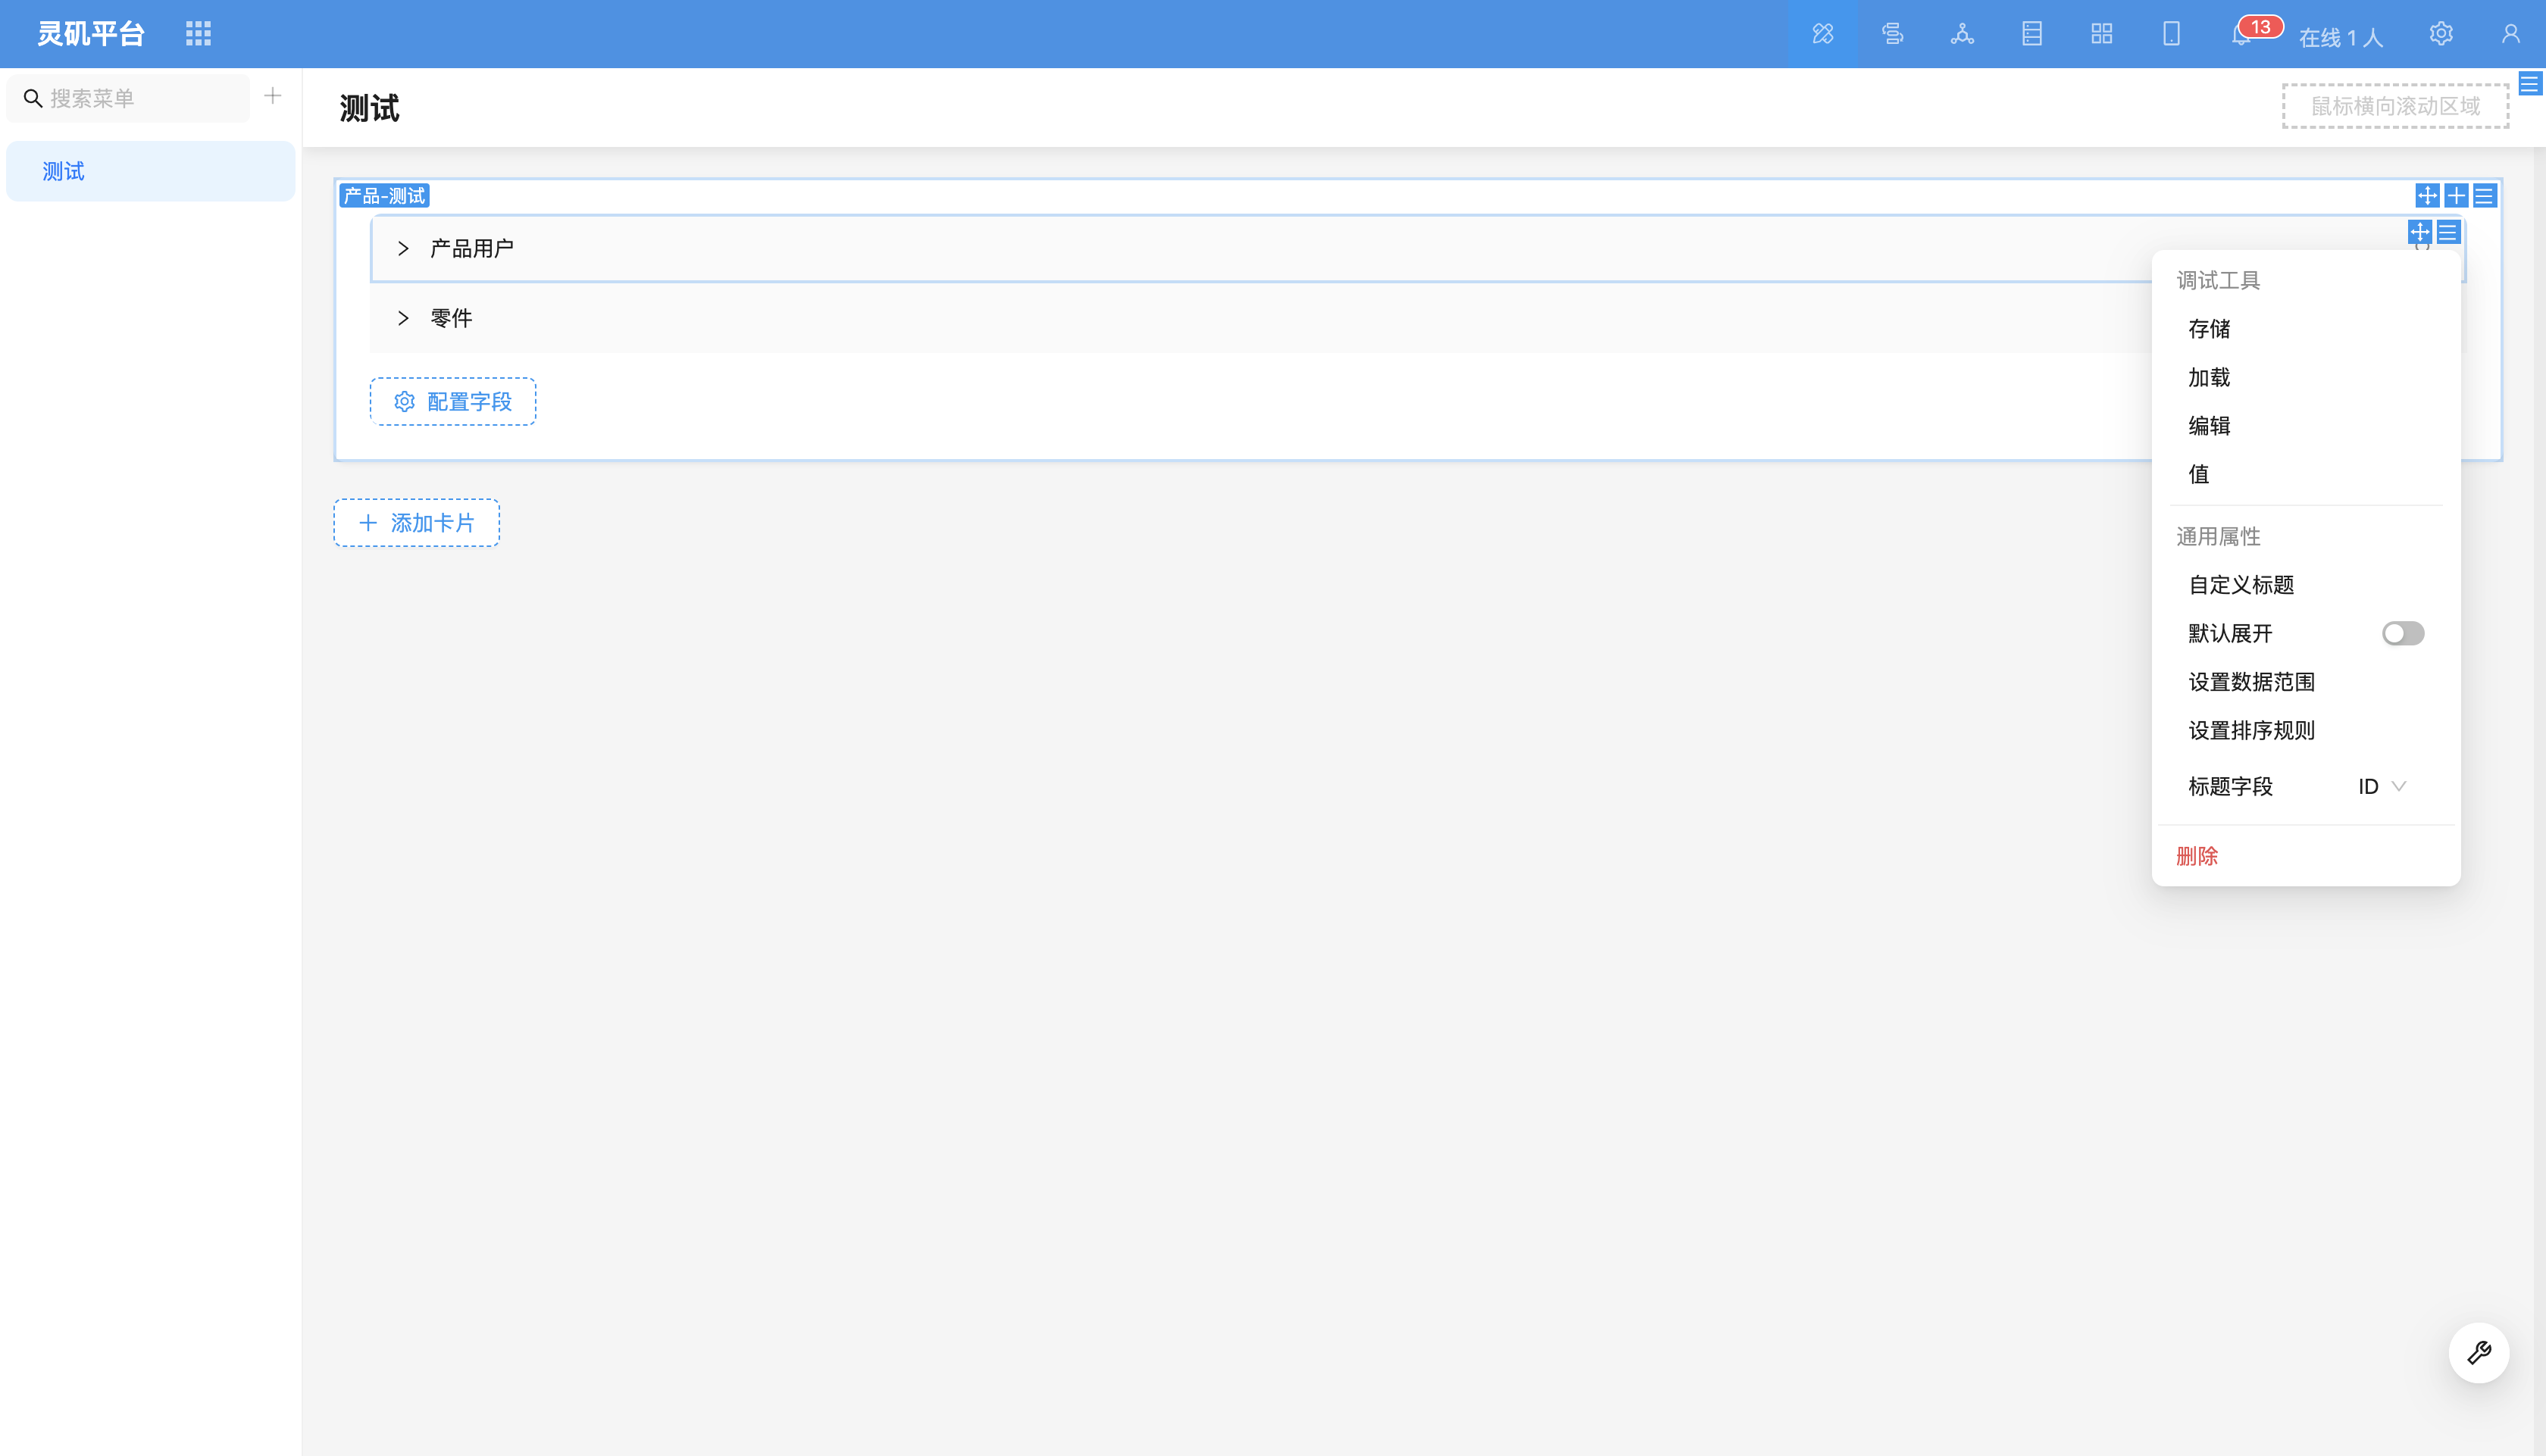 灵矶平台
13
在线 1 人
搜索菜单
测试
测试
鼠标横向滚动区域
产品-测试
产品用户
零件
配置字段
添加卡片
调试工具
存储
加载
编辑
值
通用属性
自定义标题
默认展开
设置数据范围
设置排序规则
标题字段 ID
删除